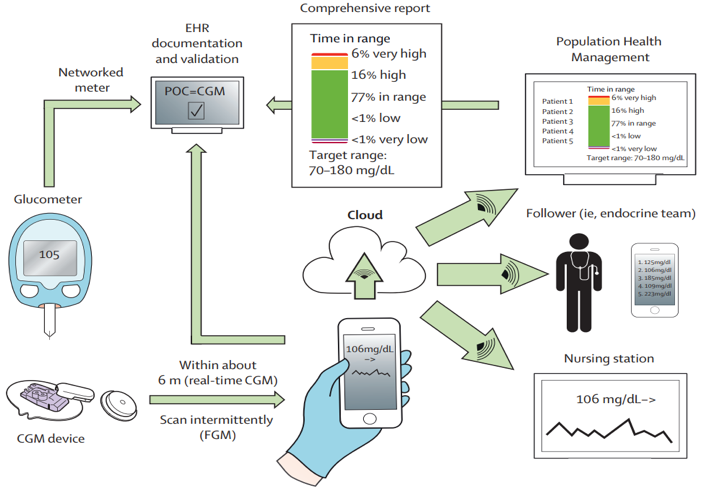 Comprehensive report
EHR
documentation
and validation
Networked
meter
POC=CGM
Time in range
6% very high
16% high
77% in range
<1% low
<1% very low
Target range:
70–180 mg/dL
Population Health
Management
Time in range
Patient 1
Patient 2
Patient 3
Patient 4
Patient 5
6% very high
16% high
77% in range
<1% low
<1% very low
Target range: 70–180 mg/dL
Glucometer
105
Cloud
Follower (ie, endocrine team)
1. 125mg/dl
2. 106mg/dl
3. 185mg/dl
4. 109mg/dl
5. 223mg/dl
Within about
6 m (real-time CGM)
Scan intermittently
(FGM)
CGM device
106mg/dL
–>
Nursing station
106 mg/dL–>